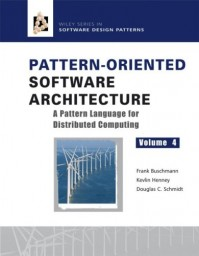 WILEY SERIES IN
SOFTWARE DESIGN PATTERNS
PATTERN-ORIENTED
SOFTWARE
ARCHITECTURE
A Pattern Language for
Distributed Computing
Volume 4
Frank Buschmann
Kevlin Henney
Douglas C. Schmidt